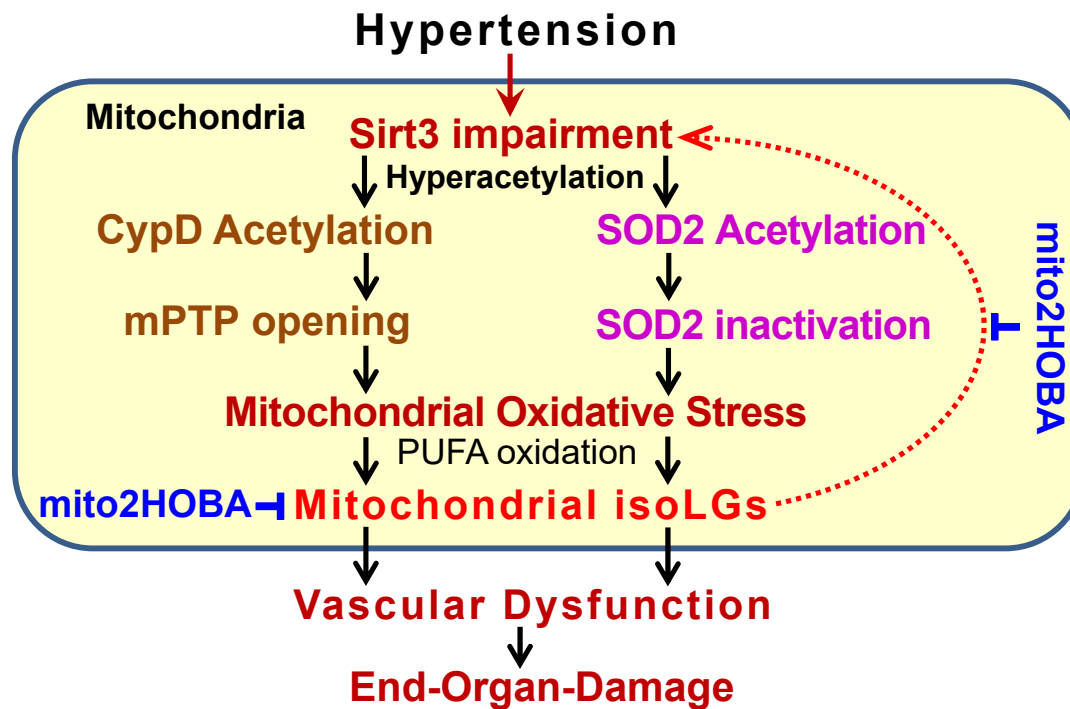 Hypertension
Mitochondria
Sirt3 impairment
Hyperacetylation
CypD Acetylation
SOD2 Acetylation
mPTP opening
SOD2 inactivation
mito2HOBA
Mitochondrial Oxidative Stress
PUFA oxidation
mito2HOBA
Mitochondrial isoLGs
Vascular Dysfunction
End-Organ-Damage